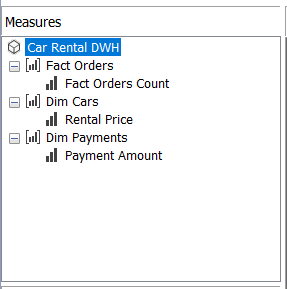 Measures
Car Rental DWH
Fact Orders
Fact Orders Count
Dim Cars
Rental Price
Dim Payments
Payment Amount